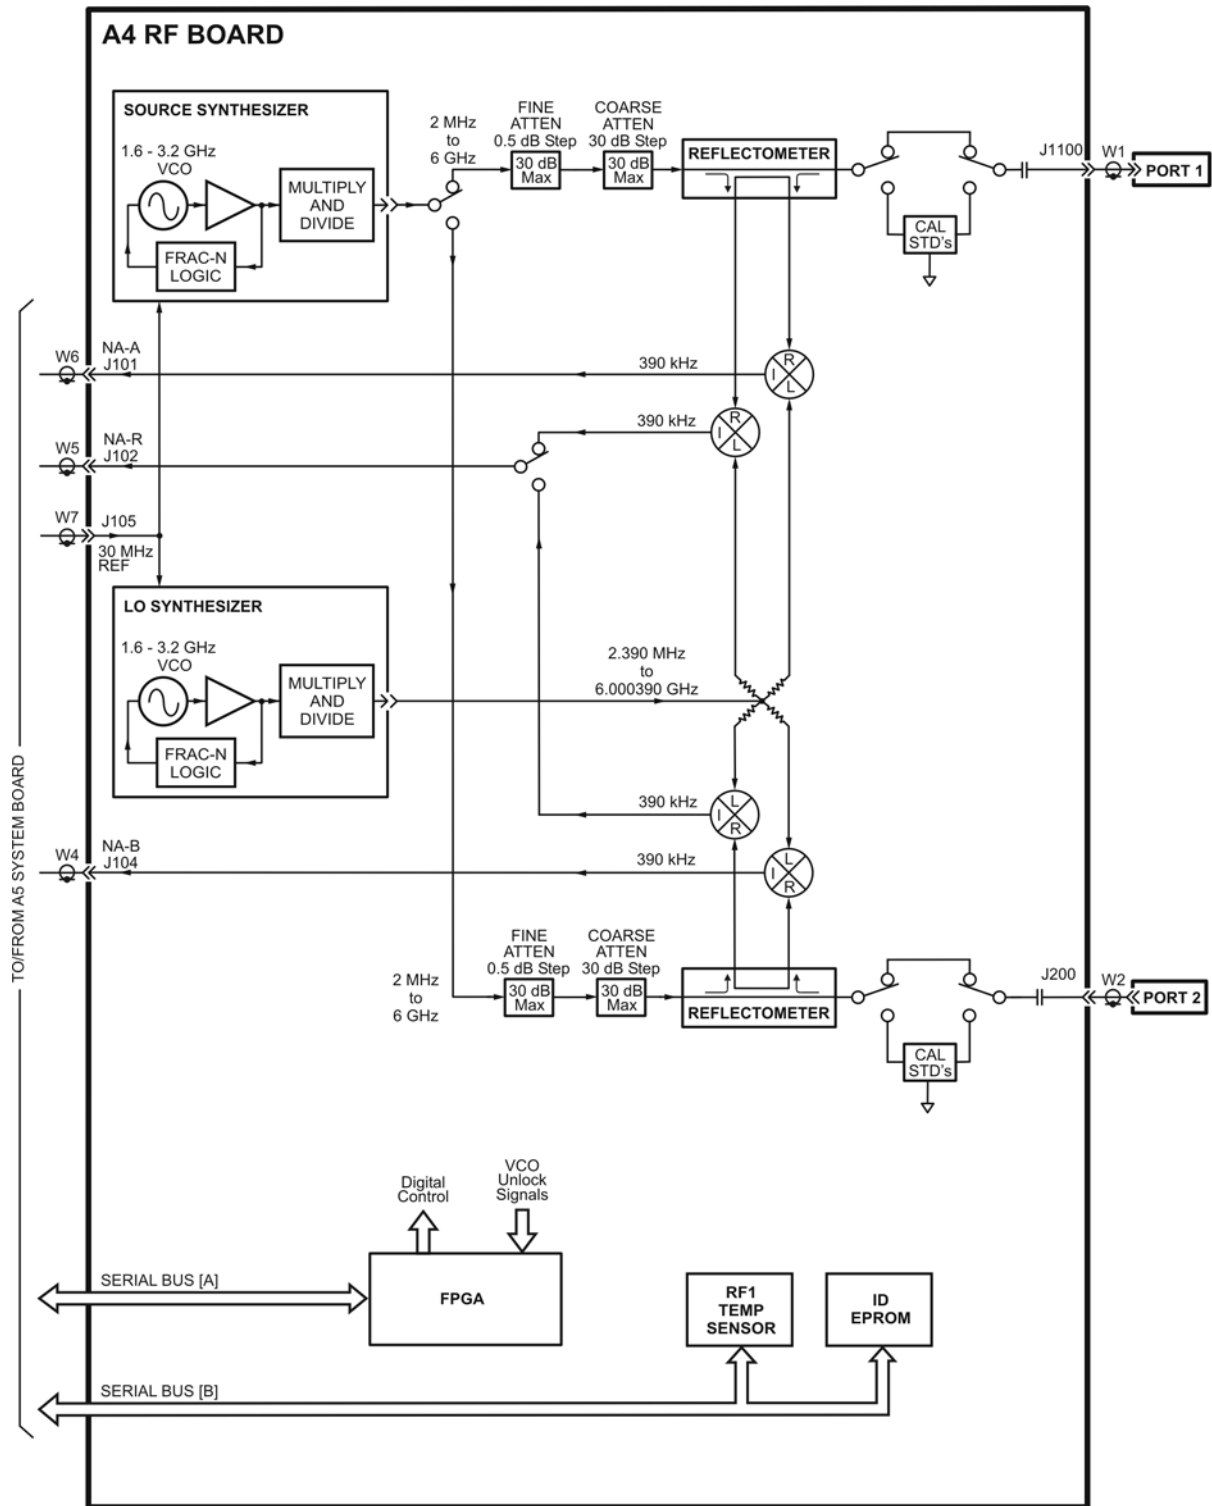 A4 RF BOARD
SOURCE SYNTHESIZER
1.6 - 3.2 GHz
VCO
MULTIPLY
AND
DIVIDE
FRAC-N
LOGIC
2 MHz
to
6 GHz
FINE
ATTEN
0.5 dB Step
30 dB
Max
COARSE
ATTEN
30 dB Step
30 dB
Max
REFLECTOMETER
CAL
STD's
J1100
W1
PORT 1
W6
NA-A
J101
390 kHz
R
I
L
W5
NA-R
J102
390 kHz
R
I
L
W7
J105
30 MHz
REF
LO SYNTHESIZER
1.6 - 3.2 GHz
VCO
MULTIPLY
AND
DIVIDE
FRAC-N
LOGIC
2.390 MHz
to
6.000390 GHz
390 kHz
L
I
R
W4
NA-B
J104
390 kHz
L
I
R
TO/FROM A5 SYSTEM BOARD
2 MHz
to
6 GHz
FINE
ATTEN
0.5 dB Step
30 dB
Max
COARSE
ATTEN
30 dB Step
30 dB
Max
REFLECTOMETER
CAL
STD's
J200
W2
PORT 2
Digital
Control
VCO
Unlock
Signals
SERIAL BUS [A]
FPGA
RF1
TEMP
SENSOR
ID
EPROM
SERIAL BUS [B]